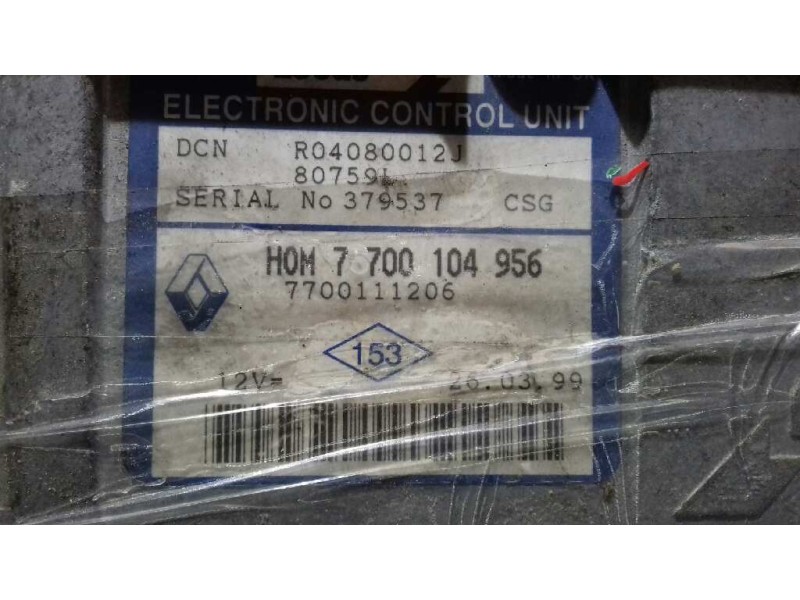 ELECTRONIC CONTROL UNIT
DCN R04080012J
80759
SERIAL No 379537 CSG
HOM 7 700 104 956
7700111206
153
12V=
26.03.99